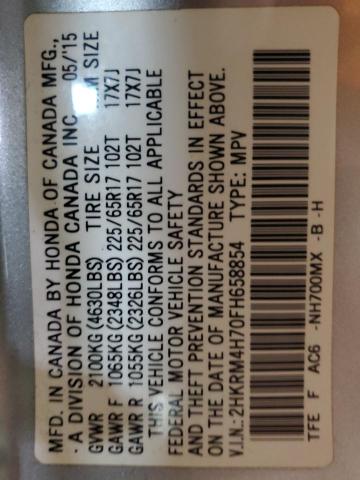 MFD. IN CANADA BY HONDA OF CANADA MFG.,
- A DIVISION OF HONDA CANADA INC. 05/'15
GVWR 2100KG(4630LBS) TIRE SIZE SIZE
GAWR F 1065KG(2348LBS) 225/65R17 102T 17X7J
GAWR R 1055KG(2326LBS) 225/65R17 102T 17X7J
THIS VEHICLE CONFORMS TO ALL APPLICABLE
FEDERAL MOTOR VEHICLE SAFETY
AND THEFT PREVENTION STANDARDS IN EFFECT
ON THE DATE OF MANUFACTURE SHOWN ABOVE.
V.I.N.: 2HKRM4H70FH658854 TYPE: MPV
TFE F AC6 -NH700MX -B -H